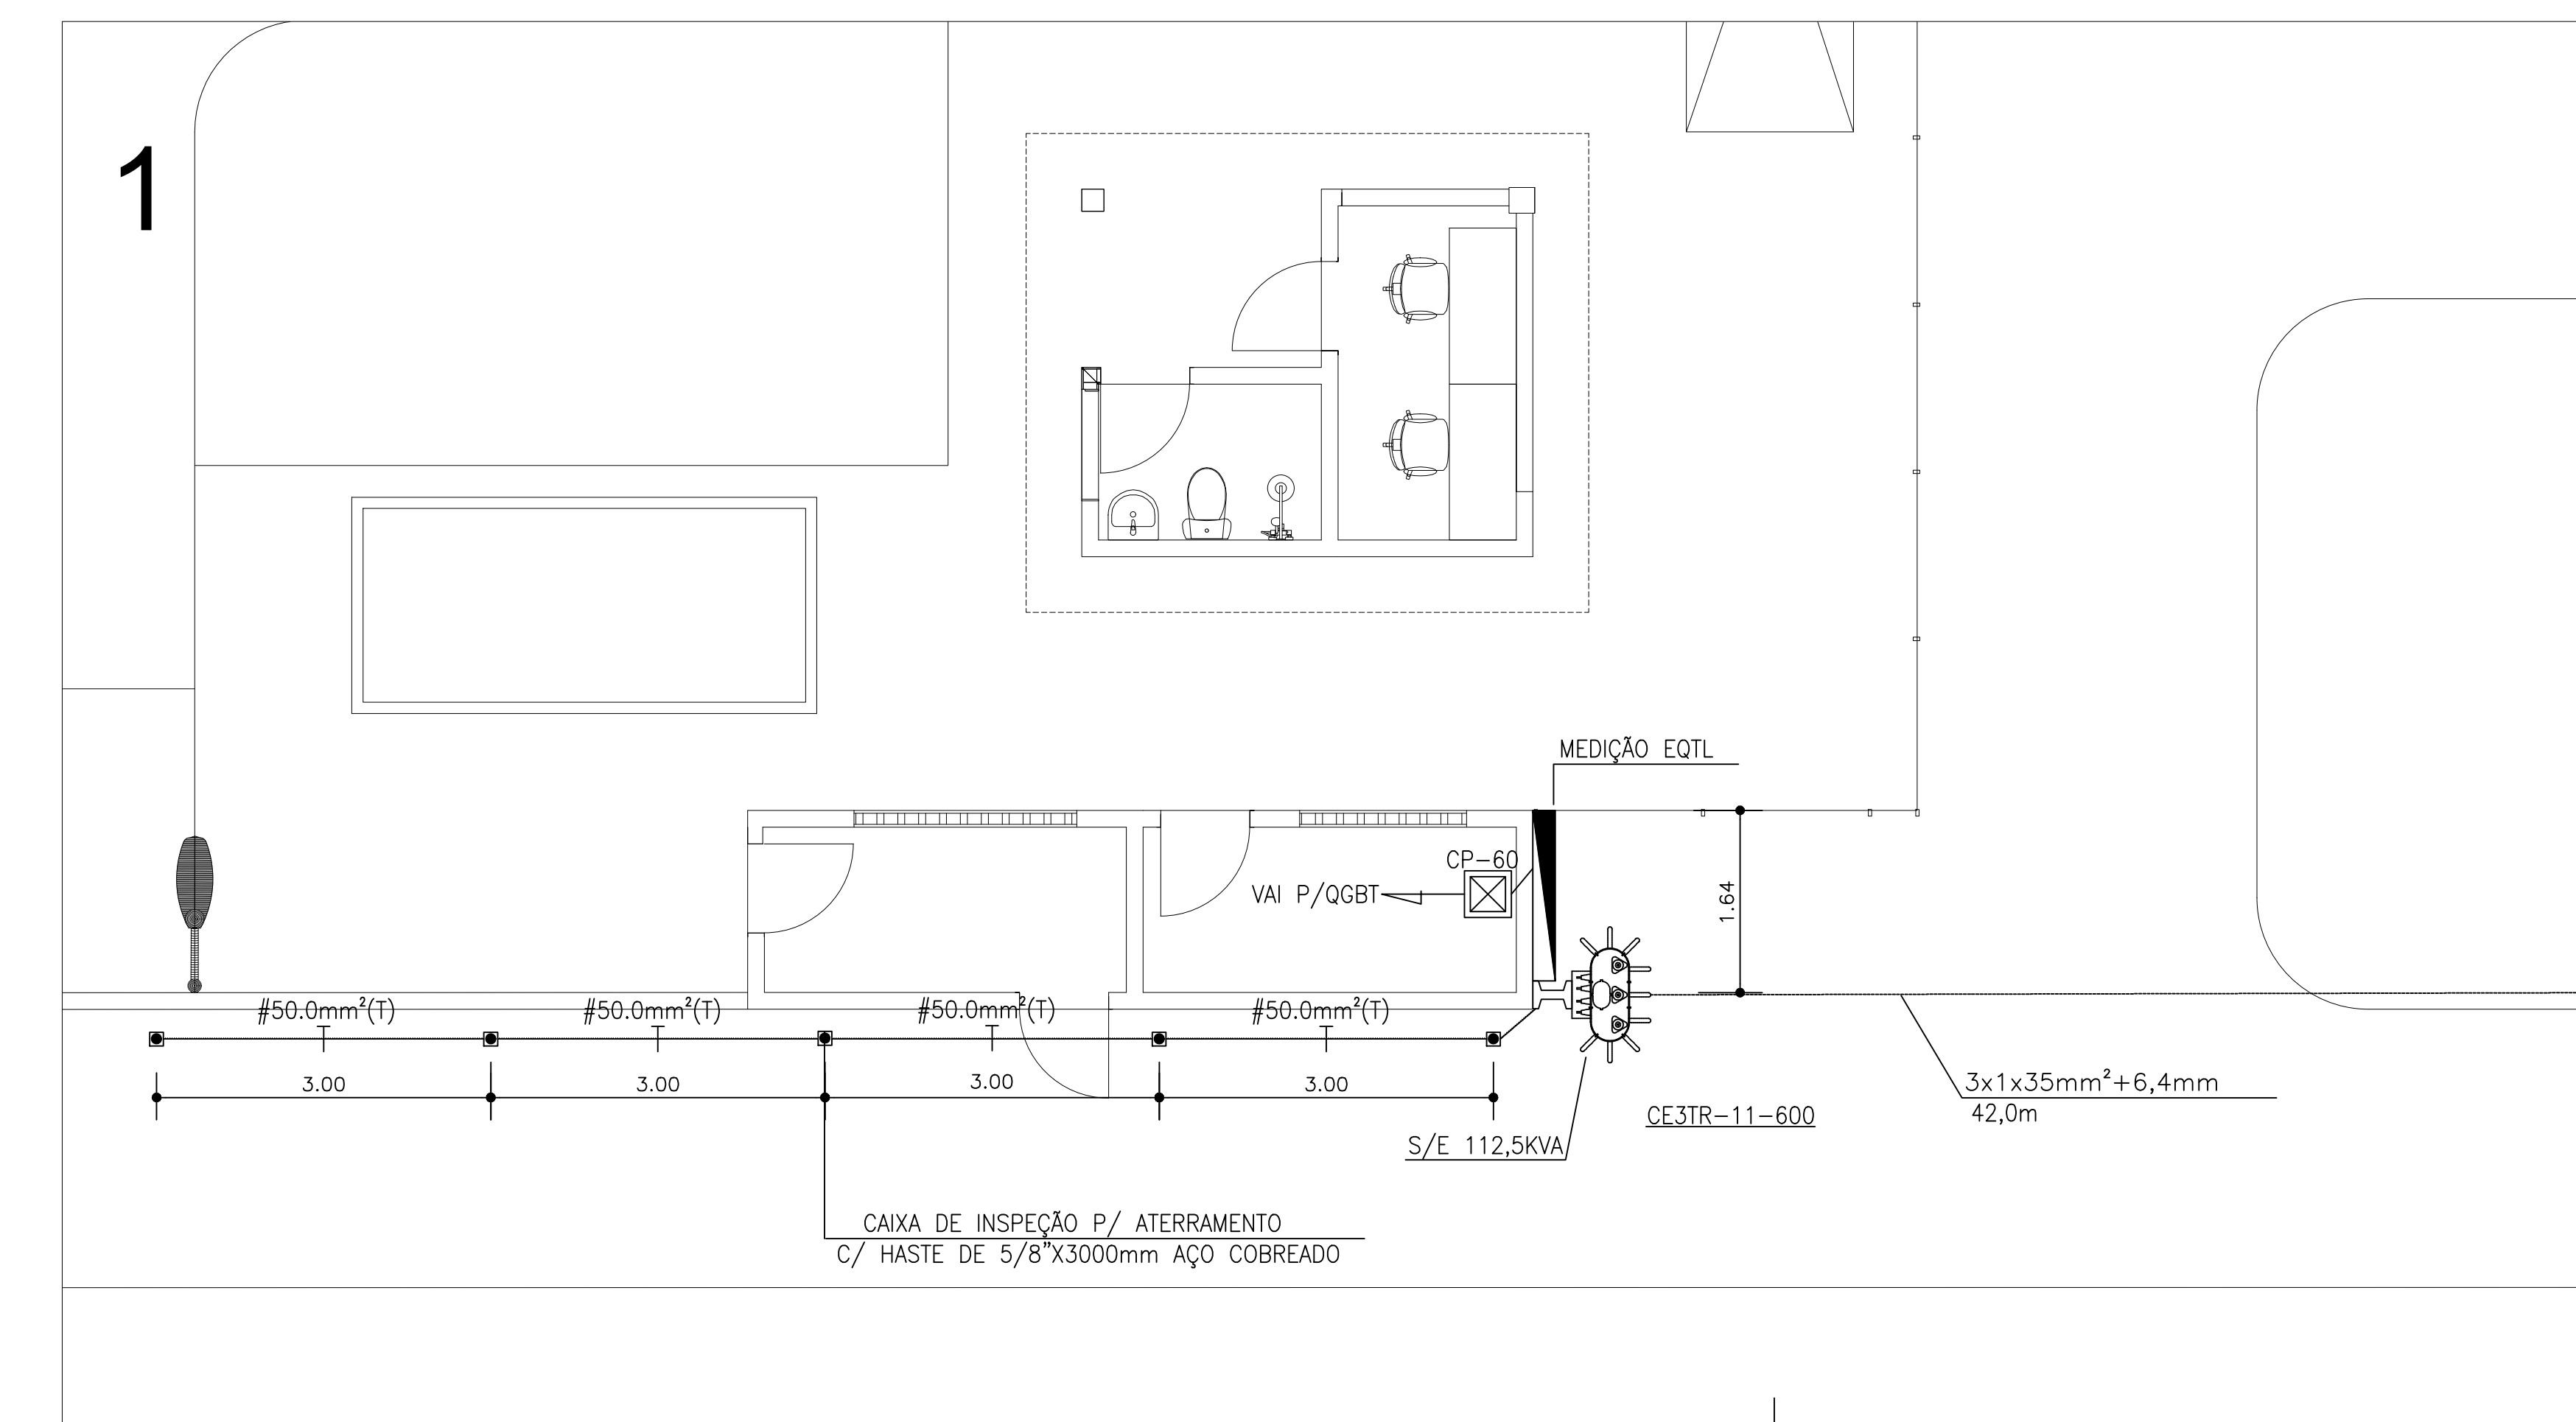 1
MEDIÇÃO EQTL
CP-60
VAI P/QGBT
1.64
#50.0mm²(T)
#50.0mm²(T)
#50.0mm²(T)
#50.0mm²(T)
3.00
3.00
3.00
3.00
3x1x35mm²+6,4mm
42,0m
CE3TR-11-600
S/E 112,5KVA
CAIXA DE INSPEÇÃO P/ ATERRAMENTO
C/ HASTE DE 5/8"X3000mm AÇO COBREADO